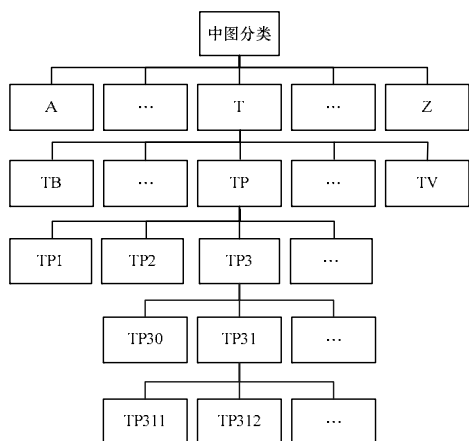 中图分类
A … T … Z
TB … TP … TV
TP1 TP2 TP3 …
TP30 TP31 …
TP311 TP312 …